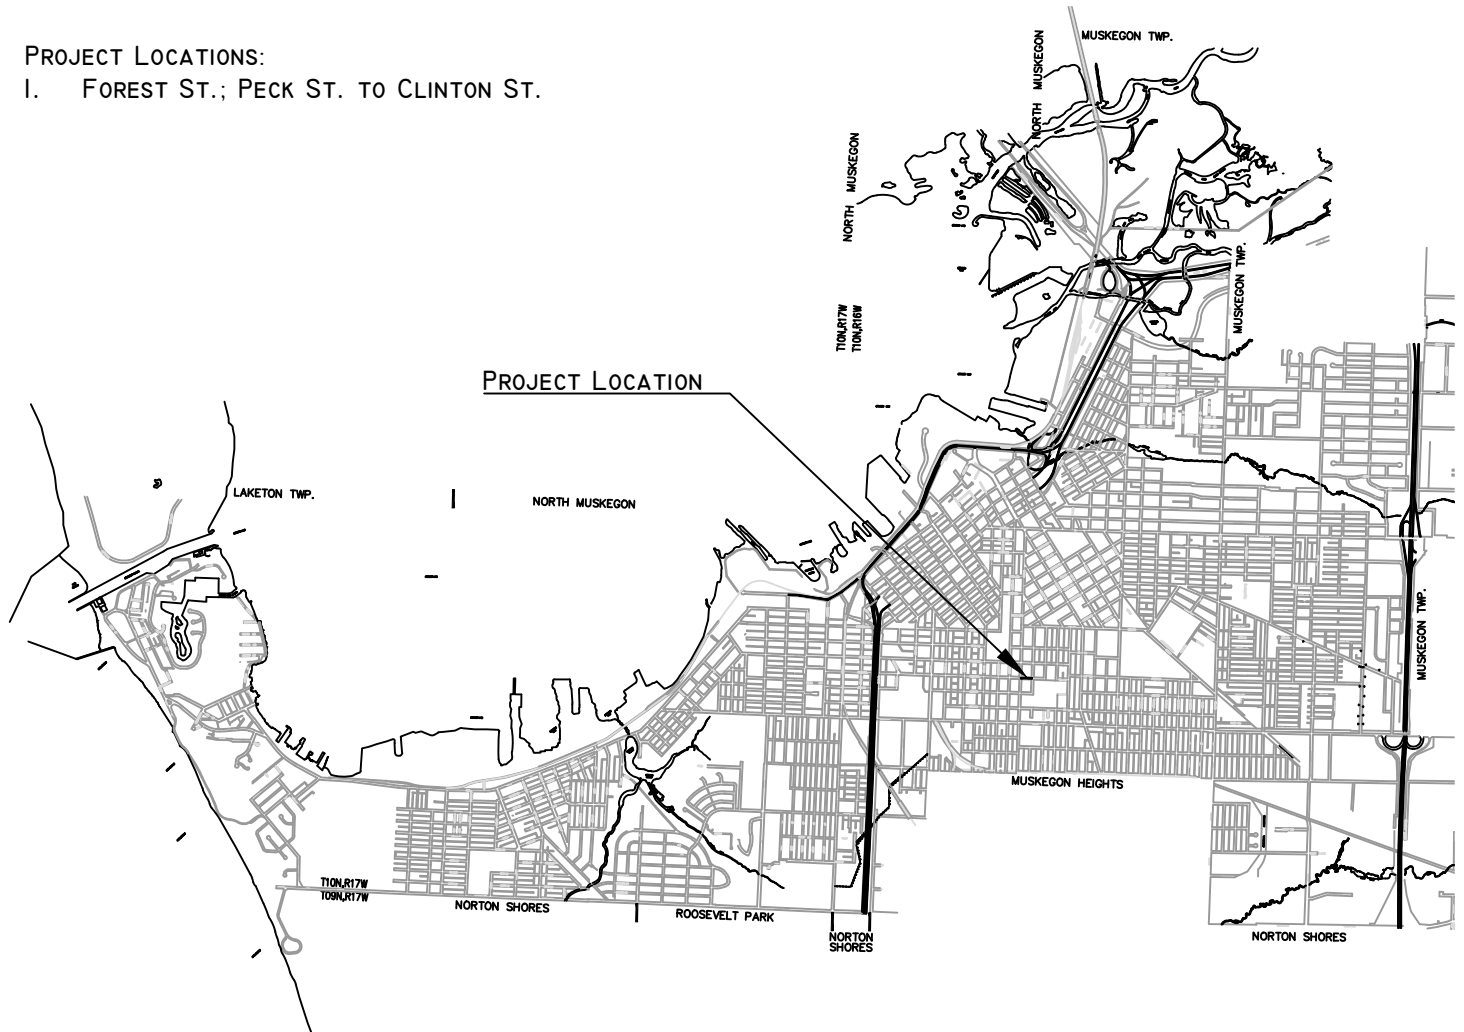 PROJECT LOCATIONS:
1. FOREST ST.; PECK ST. TO CLINTON ST.
MUSKEGON TWP.
NORTH MUSKEGON
NORTH MUSKEGON
MUSKEGON TWP.
T10N,R17W
T10N,R16W
PROJECT LOCATION
LAKETON TWP.
NORTH MUSKEGON
MUSKEGON TWP.
MUSKEGON HEIGHTS
T10N,R17W
T09N,R17W
NORTON SHORES
ROOSEVELT PARK
NORTON
SHORES
NORTON SHORES